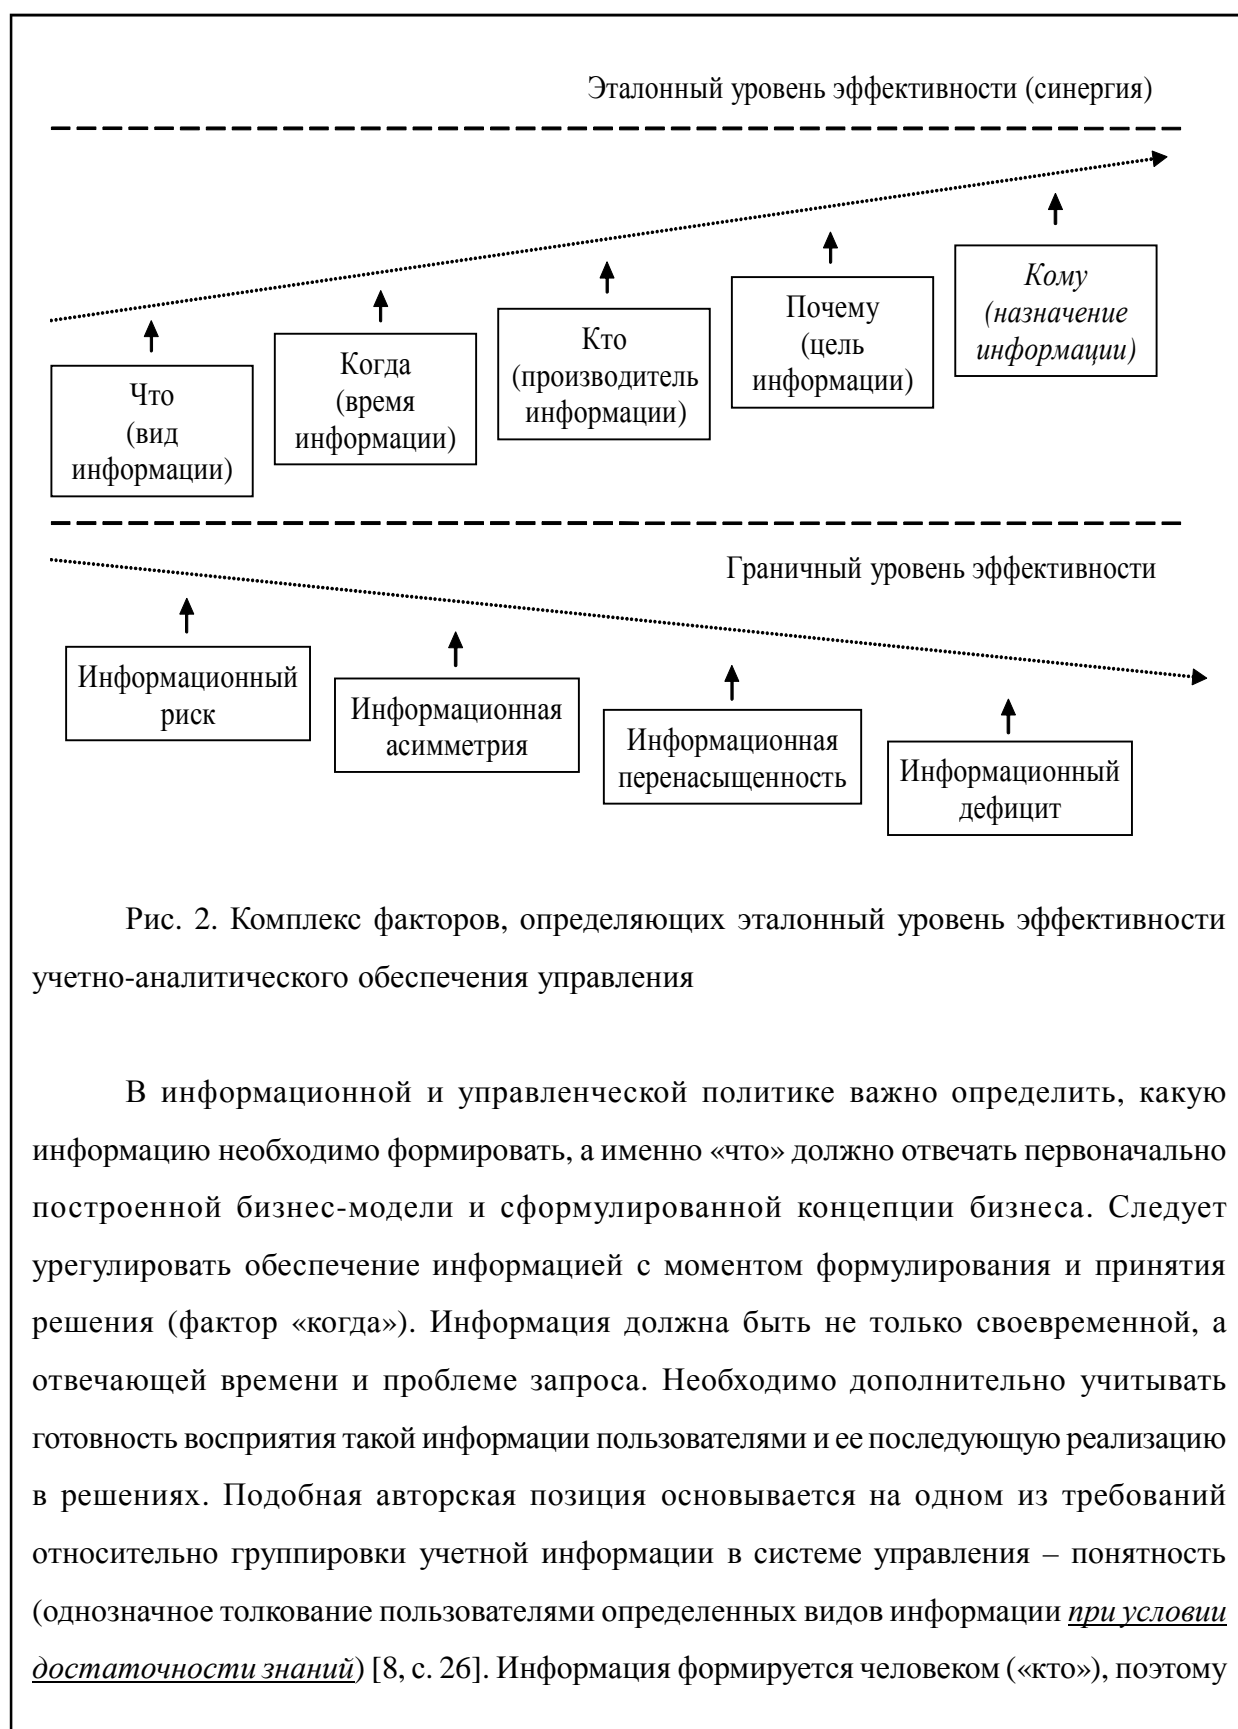 Эталонный уровень эффективности (синергия)
Кому
(назначение
информации)
Почему
(цель
информации)
Кто
(производитель
информации)
Когда
(время
информации)
Что
(вид
информации)
Граничный уровень эффективности
Информационный
риск
Информационная
асимметрия
Информационная
перенасыщенность
Информационный
дефицит
Рис. 2. Комплекс факторов, определяющих эталонный уровень эффективности
учетно-аналитического обеспечения управления
В информационной и управленческой политике важно определить, какую
информацию необходимо формировать, а именно «что» должно отвечать первоначально
построенной бизнес-модели и сформулированной концепции бизнеса. Следует
урегулировать обеспечение информацией с моментом формулирования и принятия
решения (фактор «когда»). Информация должна быть не только своевременной, а
отвечающей времени и проблеме запроса. Необходимо дополнительно учитывать
готовность восприятия такой информации пользователями и ее последующую реализацию
в решениях. Подобная авторская позиция основывается на одном из требований
относительно группировки учетной информации в системе управления – понятность
(однозначное толкование пользователями определенных видов информации при условии
достаточности знаний) [8, с. 26]. Информация формируется человеком («кто»), поэтому